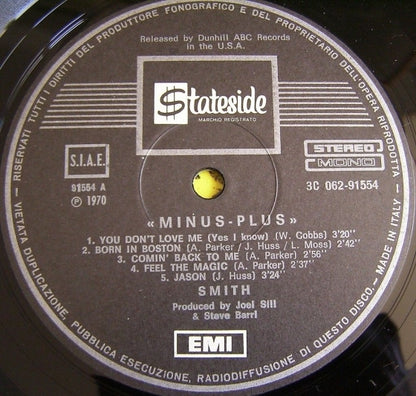 RISERVATI TUTTI I DIRITTI DEL PRODUTTORE FONOGRAFICO E DEL PROPRIETARIO DELL'OPERA RIPRODOTTA
Released by Dunhill ABC Records
in the U.S.A.
Stateside
MARCHIO REGISTRATO
S.I.A.E.
STEREO
MONO
91554 A
℗ 1970
3C 062-91554
«MINUS-PLUS»
1. YOU DON'T LOVE ME (Yes I know) (W. Cobbs) 3'20"
2. BORN IN BOSTON (A. Parker / J. Huss / L. Moss) 2'42"
3. COMIN' BACK TO ME (A. Parker) 2'56"
4. FEEL THE MAGIC (A. Parker) 2'37"
5. JASON (J. Huss) 3'24"
SMITH
Produced by Joel Sill
& Steve Barri
EMI
— VIETATA DUPLICAZIONE, PUBBLICA ESECUZIONE, RADIODIFFUSIONE DI QUESTO DISCO. — MADE IN ITALY